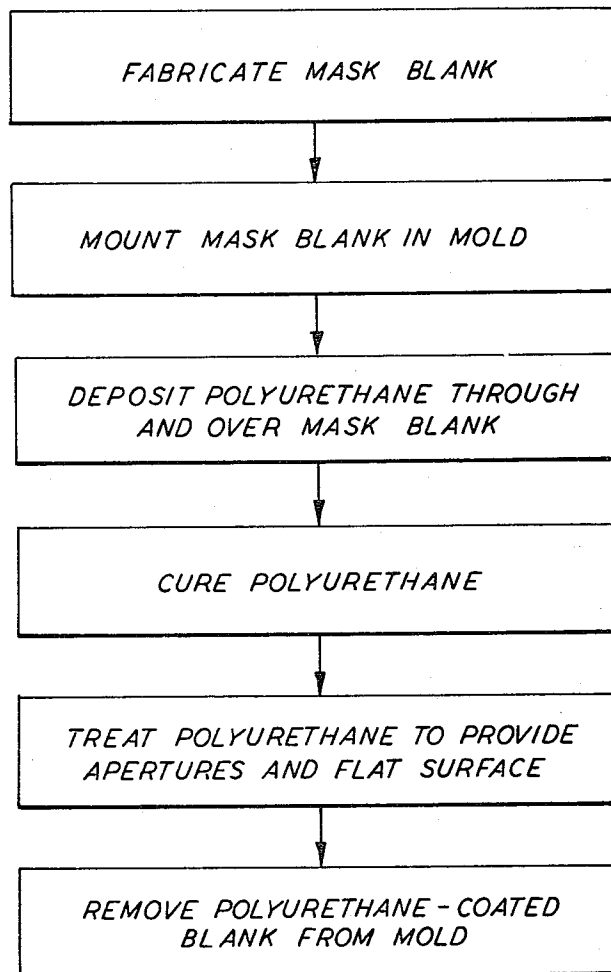 FABRICATE MASK BLANK
MOUNT MASK BLANK IN MOLD
DEPOSIT POLYURETHANE THROUGH
AND OVER MASK BLANK
CURE POLYURETHANE
TREAT POLYURETHANE TO PROVIDE
APERTURES AND FLAT SURFACE
REMOVE POLYURETHANE-COATED
BLANK FROM MOLD